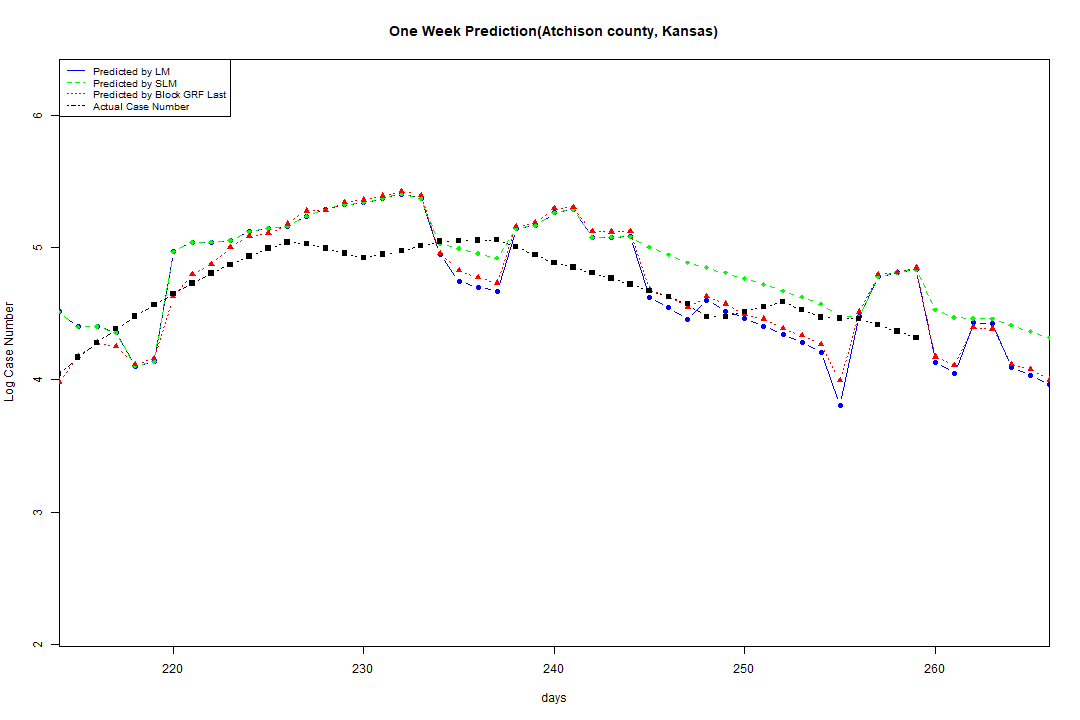 One Week Prediction(Atchison county, Kansas)
Predicted by LM
Predicted by SLM
Predicted by Block GRF Last
Actual Case Number
6
5
4
3
2
Log Case Number
220 230 240 250 260
days